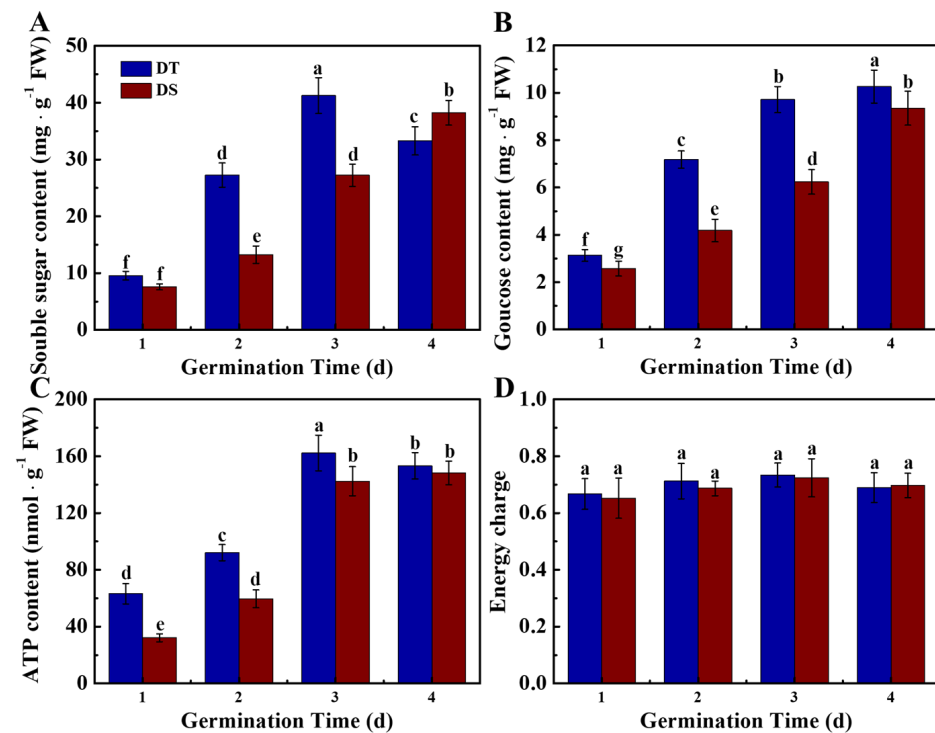 A
Souble sugar content (mg · g⁻¹ FW)
50
40
30
20
10
0
DT
DS
f
f
d
e
a
d
c
b
1
2
3
4
Germination Time (d)
B
Goucose content (mg · g⁻¹ FW)
12
10
8
6
4
2
0
f
g
c
e
b
d
a
b
1
2
3
4
Germination Time (d)
C
ATP content (nmol · g⁻¹ FW)
200
160
120
80
40
0
d
e
c
d
a
b
b
b
1
2
3
4
Germination Time (d)
D
Energy charge
1.0
0.8
0.6
0.4
0.2
0.0
a
a
a
a
a
a
a
a
1
2
3
4
Germination Time (d)